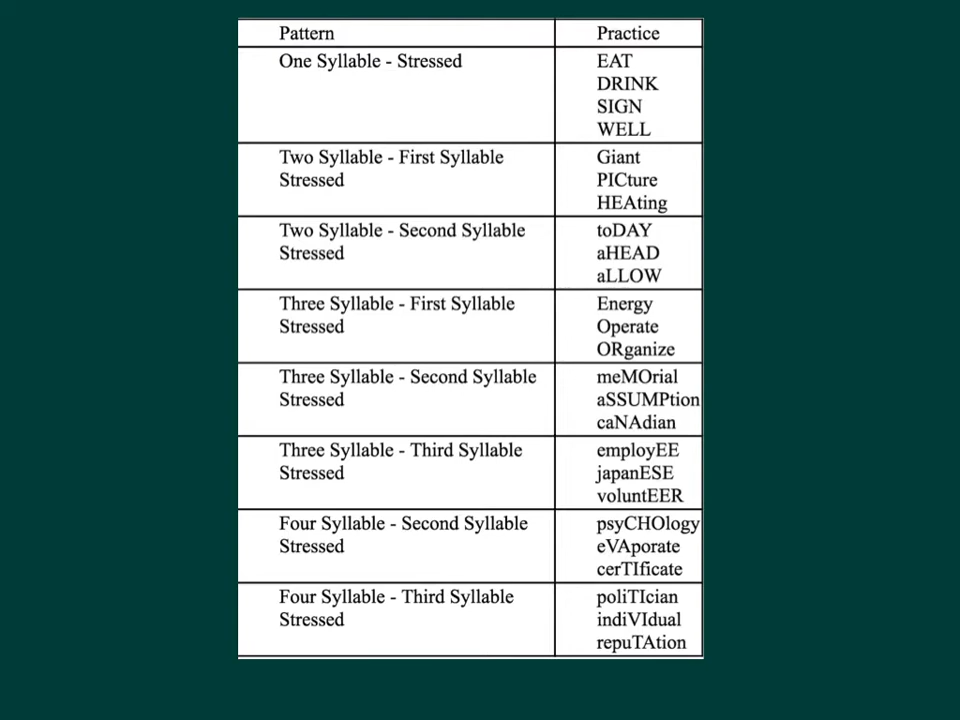 Pattern Practice
One Syllable - Stressed EAT
DRINK
SIGN
WELL
Two Syllable - First Syllable Giant
Stressed PICture
HEAting
Two Syllable - Second Syllable toDAY
Stressed aHEAD
aLLOW
Three Syllable - First Syllable Energy
Stressed Operate
ORganize
Three Syllable - Second Syllable meMOrial
Stressed aSSUMPtion
caNAdian
Three Syllable - Third Syllable employEE
Stressed japanESE
voluntEER
Four Syllable - Second Syllable psyCHOlogy
Stressed eVAporate
cerTIficate
Four Syllable - Third Syllable poliTIcian
Stressed indiVIdual
repuTAtion